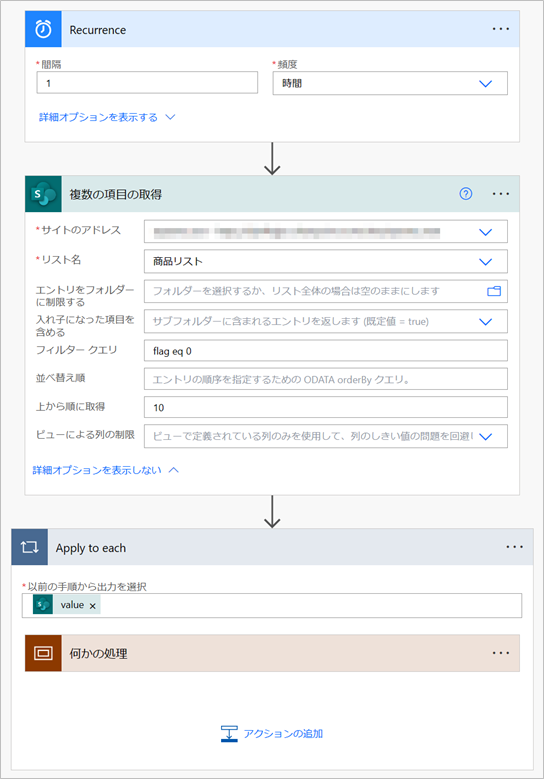 Recurrence
*間隔
*頻度
1
時間
詳細オプションを表示する
複数の項目の取得
*サイトのアドレス
*リスト名
商品リスト
エントリをフォルダー
に制限する
フォルダーを選択するか、リスト全体の場合は空のままにします
入れ子になった項目を
含める
サブフォルダーに含まれるエントリを返します (既定値 = true)
フィルター クエリ
flag eq 0
並べ替え順
エントリの順序を指定するための ODATA orderBy クエリ。
上から順に取得
10
ビューによる列の制限
ビューで定義されている列のみを使用して、列のしきい値の問題を回避し
詳細オプションを表示しない
Apply to each
*以前の手順から出力を選択
value
何かの処理
アクションの追加